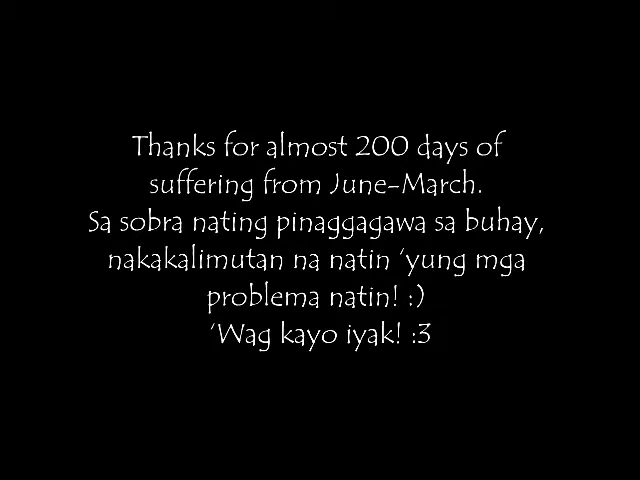 Thanks for almost 200 days of
suffering from June-March.
Sa sobra nating pinaggagawa sa buhay,
nakakalimutan na natin ‘yung mga
problema natin! :)
‘Wag kayo iyak! :3